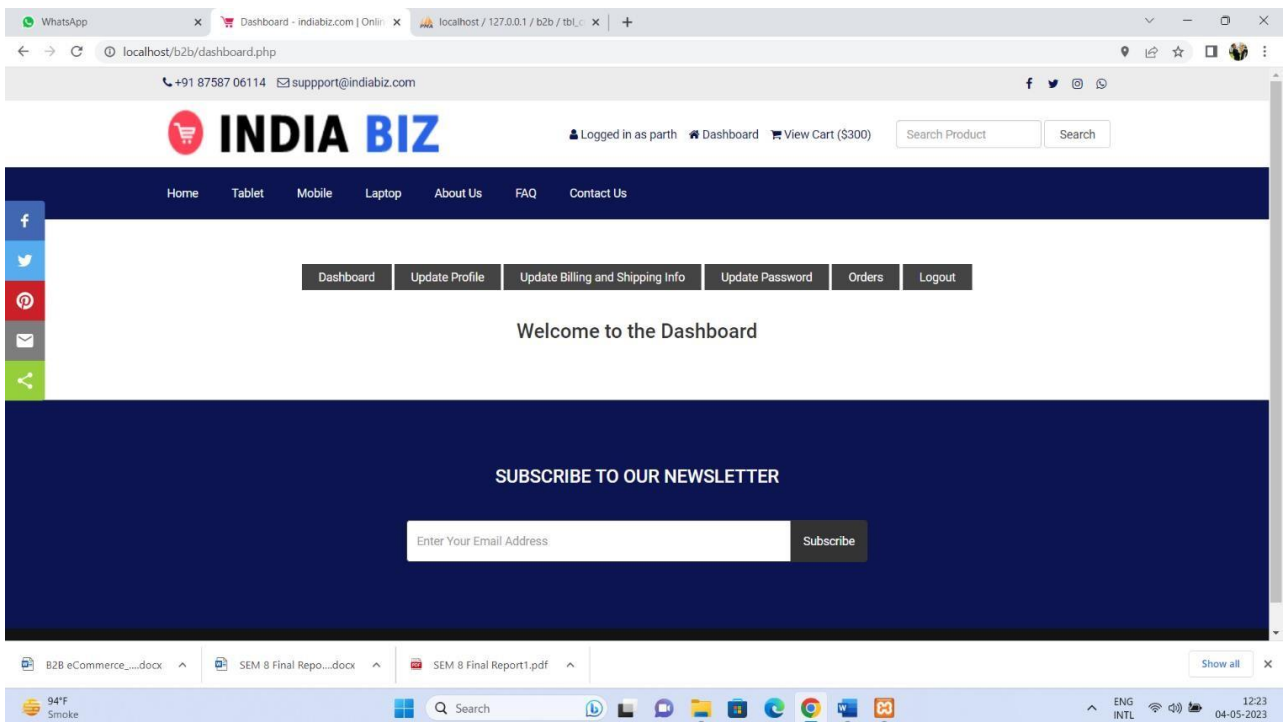 WhatsApp
Dashboard - indiabiz.com | Onlin
localhost / 127.0.0.1 / b2b / tbl_c
localhost/b2b/dashboard.php
+91 87587 06114 suppport@indiabiz.com
INDIA BIZ
Logged in as parth Dashboard View Cart ($300) Search Product Search
Home Tablet Mobile Laptop About Us FAQ Contact Us
Dashboard Update Profile Update Billing and Shipping Info Update Password Orders Logout
Welcome to the Dashboard
SUBSCRIBE TO OUR NEWSLETTER
Enter Your Email Address Subscribe
B2B eCommerce_....docx SEM 8 Final Repo....docx SEM 8 Final Report1.pdf Show all
94°F
Smoke
Search
ENG
INTL
12:23
04-05-2023